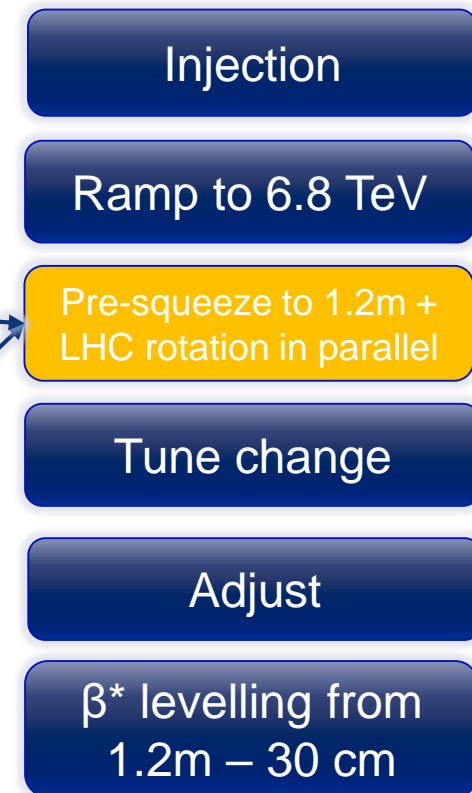 Injection
Ramp to 6.8 TeV
Pre-squeeze to 1.2m +
LHC rotation in parallel
Tune change
Adjust
β* levelling from
1.2m – 30 cm